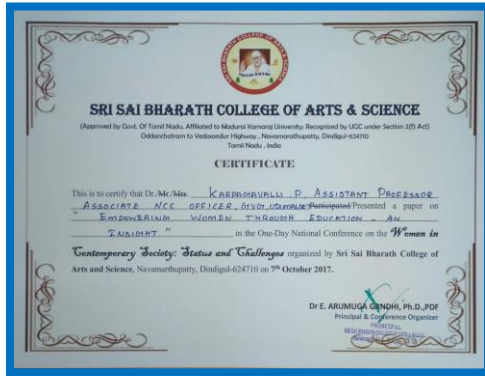 SRI SAI BHARATH COLLEGE OF ARTS & SCIENCE
(Approved by Govt. Of Tamil Nadu, Affiliated to Madurai Kamaraj University; Recognized by UGC under Section 2(f) Act)
Oddanchatram to Vedasandur Highway, Navamarathupatty, Dindigul-624710
Tamil Nadu, India
CERTIFICATE
This is to certify that Dr./Mr./Mrs. KARPAGAVALLI .P, ASSISTANT PROFESSOR
ASSOCIATE NCC OFFICER, GVGVC, UDUMALPET Participated/Presented a paper on
" EMPOWERING WOMEN THROUGH EDUCATION - AN
INSIGHT " in the One-Day National Conference on the Women in
Contemporary Society: Status and Challenges organized by Sri Sai Bharath College of
Arts and Science, Navamarthupatty, Dindigul-624710 on 7th October 2017.
Dr E. ARUMUGA GANDHI, Ph.D.,PDF
Principal & Conference Organizer
PRINCIPAL